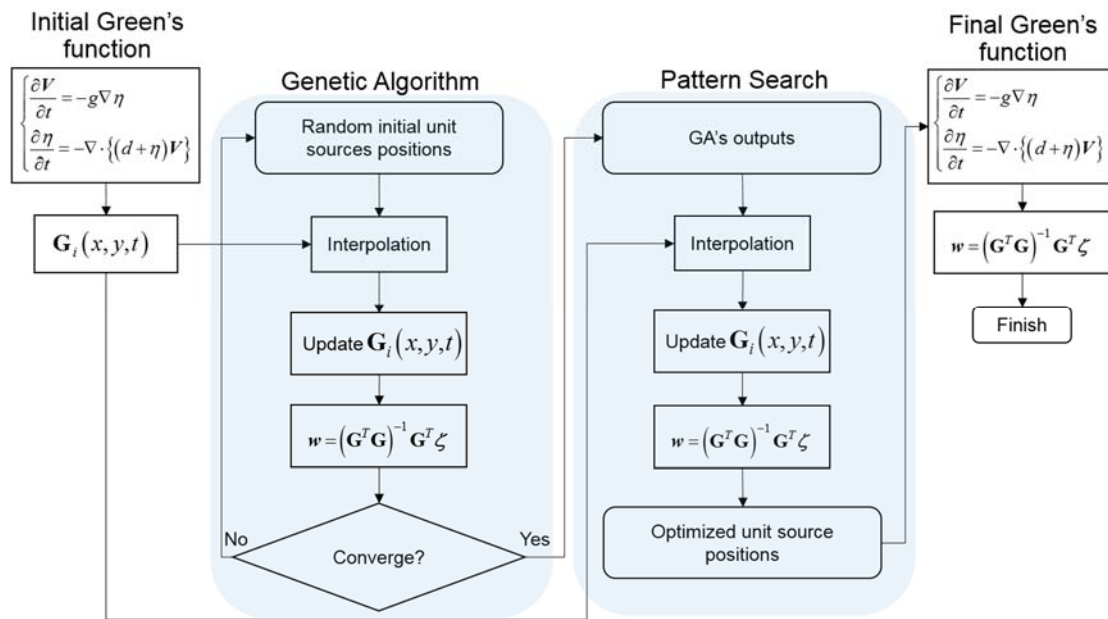 Initial Green's
function
∂V/∂t = −g∇η
∂η/∂t = −∇·{(d+η)V}
G_i(x,y,t)
Genetic Algorithm
Random initial unit
sources positions
Interpolation
Update G_i(x,y,t)
w = (G^T G)^{-1} G^T ζ
Converge?
No
Yes
Pattern Search
GA's outputs
Interpolation
Update G_i(x,y,t)
w = (G^T G)^{-1} G^T ζ
Optimized unit source
positions
Final Green's
function
∂V/∂t = −g∇η
∂η/∂t = −∇·{(d+η)V}
w = (G^T G)^{-1} G^T ζ
Finish